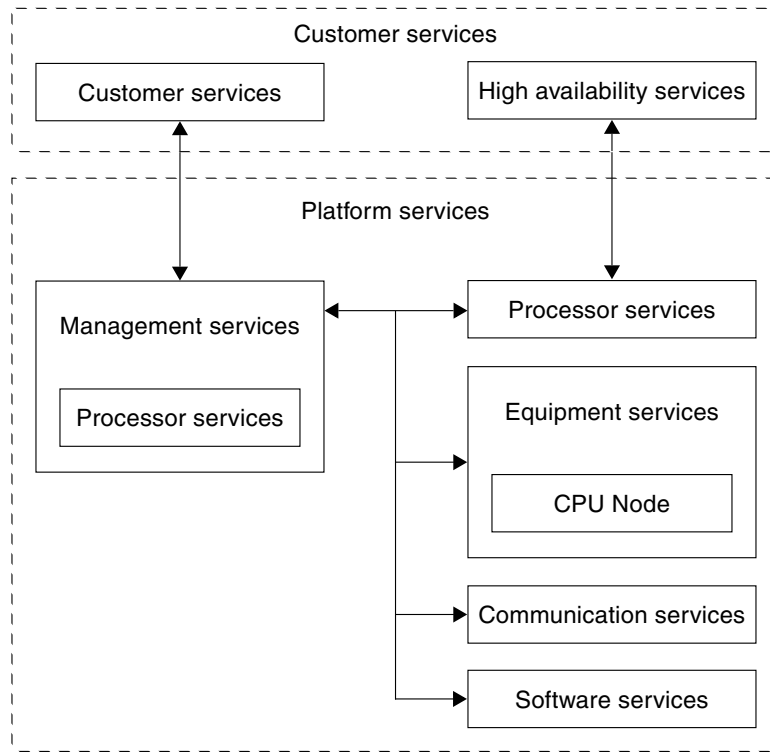 Customer services
Customer services
High availability services
Platform services
Management services
Processor services
Processor services
Equipment services
CPU Node
Communication services
Software services